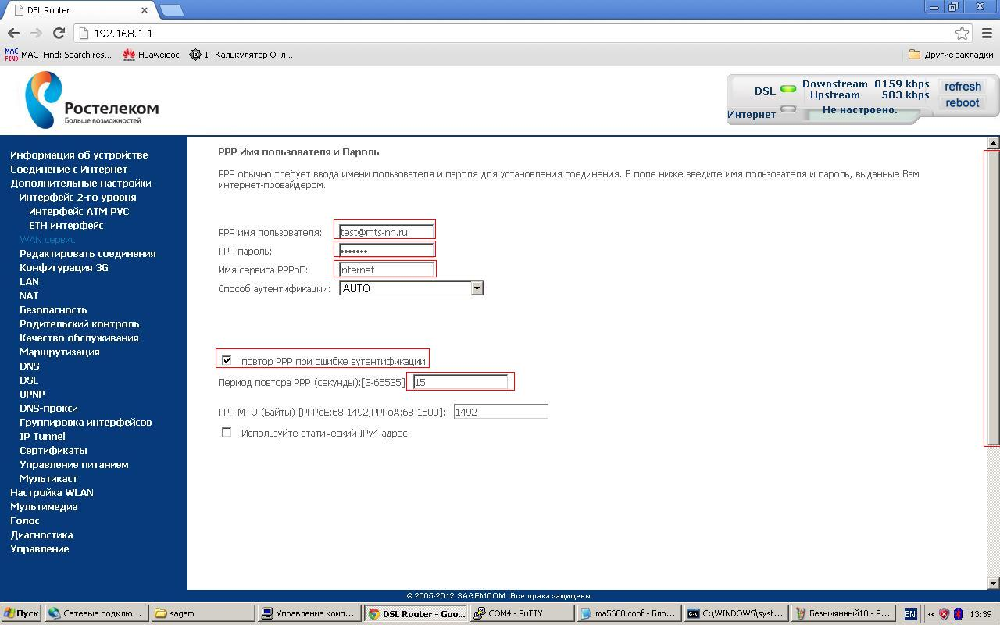 DSL Router
192.168.1.1
MAC FIND MAC_Find: Search res... Huaweidoc IP Калькулятор Онл... Другие закладки
Ростелеком
Больше возможностей
DSL Downstream 8159 kbps
Upstream 583 kbps
Интернет Не настроено.
refresh
reboot
Информация об устройстве
Соединение с Интернет
Дополнительные настройки
Интерфейс 2-го уровня
Интерфейс ATM PVC
ETH интерфейс
WAN сервис
Редактировать соединения
Конфигурация 3G
LAN
NAT
Безопасность
Родительский контроль
Качество обслуживания
Маршрутизация
DNS
DSL
UPNP
DNS-прокси
Группировка интерфейсов
IP Tunnel
Сертификаты
Управление питанием
Мультикаст
Настройка WLAN
Мультимедиа
Голос
Диагностика
Управление
PPP Имя пользователя и Пароль
PPP обычно требует ввода имени пользователя и пароля для установления соединения. В поле ниже введите имя пользователя и пароль, выданные Вам
интернет-провайдером.
PPP имя пользователя: test@mts-nn.ru
PPP пароль: •••••••
Имя сервиса PPPoE: internet
Способ аутентификации: AUTO
повтор PPP при ошибке аутентификации
Период повтора PPP (секунды):[3-65535] 15
PPP MTU (Байты) [PPPoE:68-1492,PPPoA:68-1500]: 1492
Используйте статический IPv4 адрес
© 2005-2012 SAGEMCOM. Все права защищены.
Пуск Сетевые подклю... sagem Управление комп... DSL Router - Goo... COM4 - PuTTY ma5600 conf - Бло... C:\WINDOWS\syst... Безымянный10 - P... EN « 13:39